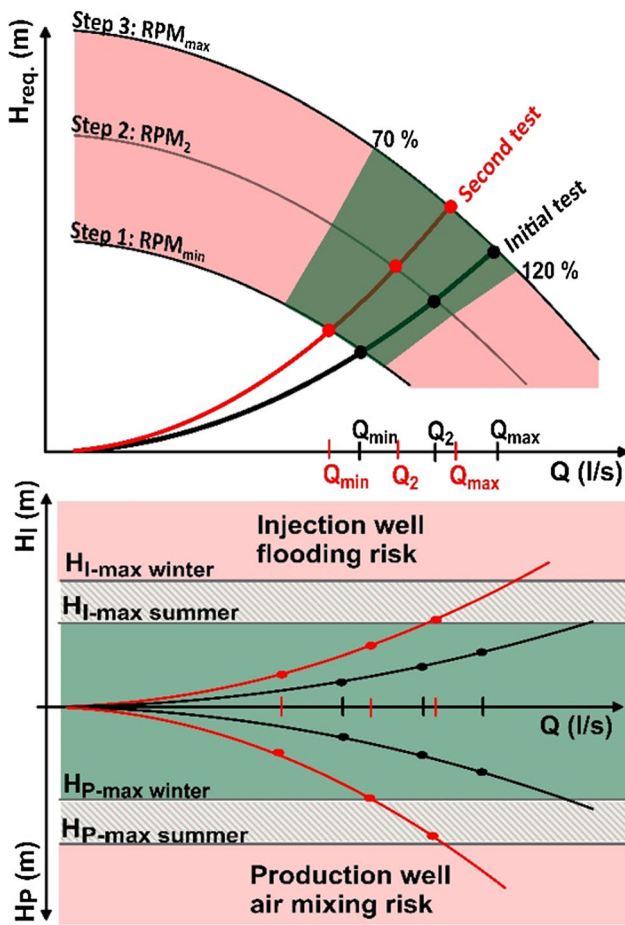 H_req. (m)
Step 3: RPM_max
Step 2: RPM_2
Step 1: RPM_min
70 %
Second test
Initial test
120 %
Q_min Q_2 Q_max
Q_min Q_2 Q_max
Q (l/s)
H_I (m)
Injection well
flooding risk
H_I-max winter
H_I-max summer
Q (l/s)
H_P-max winter
H_P-max summer
H_P (m)
Production well
air mixing risk